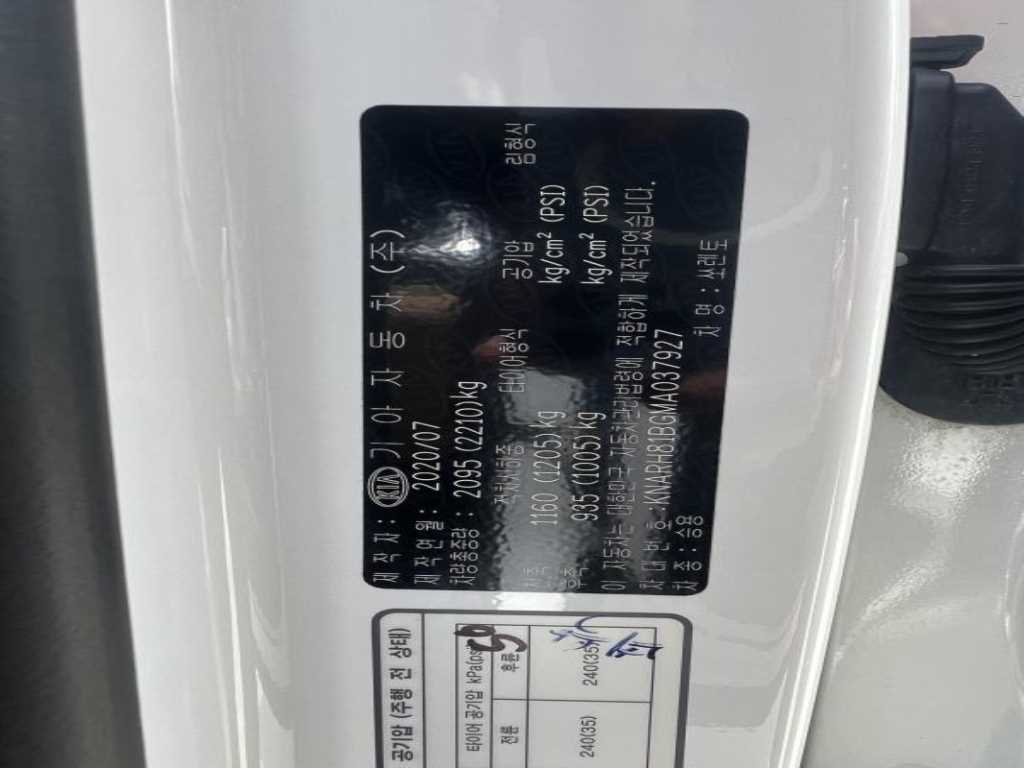 제 작 자 : KIA 기 아 자 동 차 (주)
제 작 연 월 : 2020/07
차량총중량 : 2095 (2210)kg
적차시하중 타이어형식 공기압 림형식
1160 (1205)kg kg/cm² (PSI)
935 (1005)kg kg/cm² (PSI)
이 자동차는 대한민국 자동차관리법령에 적합하게 제작되었습니다.
차 대 번 호 : KNARH81BGMA037927
차 종 : 승용 차 명 : 쏘렌토
공기압 (주행 전 상태)
타이어 공기압 kPa(psi)
전륜 후륜
240(35) 240(35)